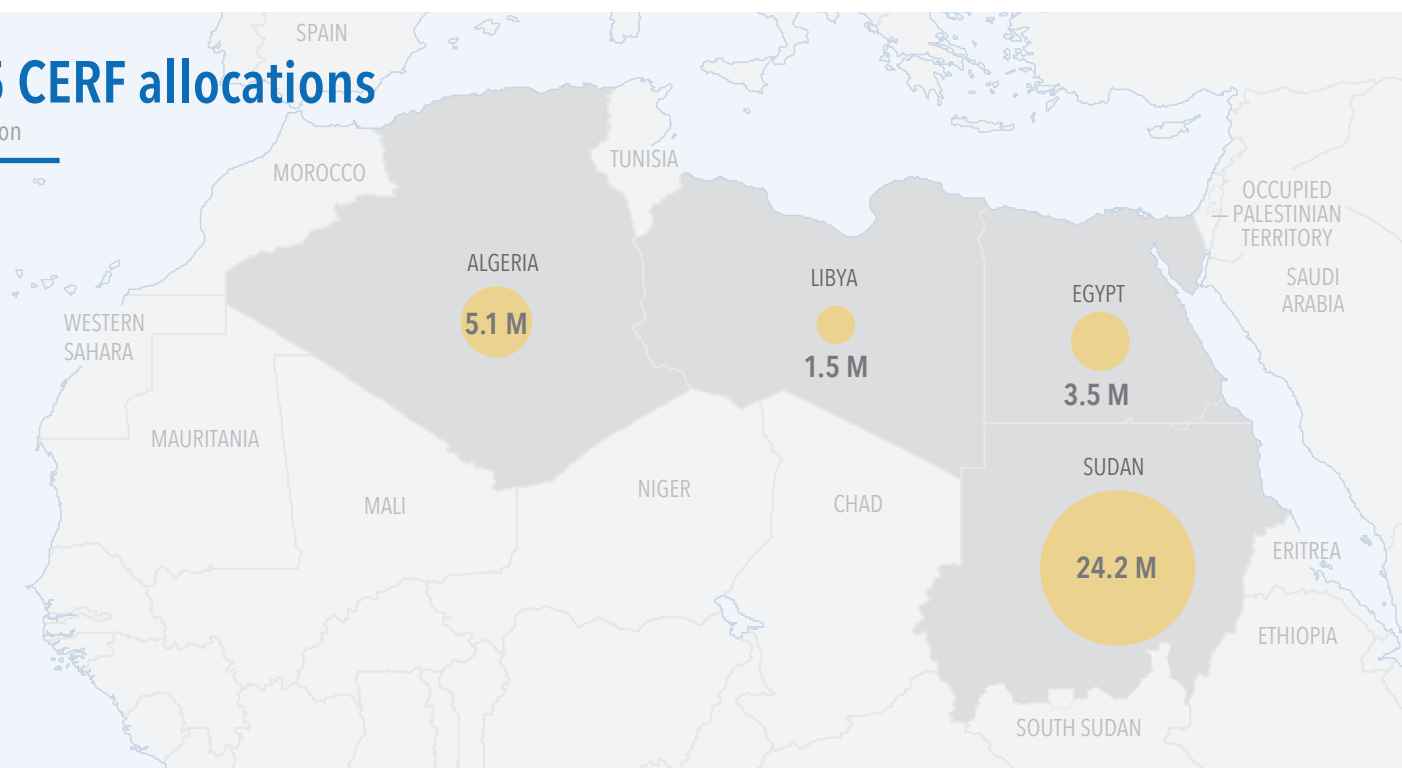 SPAIN
5 CERF allocations
on
MOROCCO
TUNISIA
OCCUPIED
PALESTINIAN
TERRITORY
ALGERIA
LIBYA
EGYPT
SAUDI
ARABIA
WESTERN
SAHARA
5.1 M
1.5 M
3.5 M
MAURITANIA
SUDAN
MALI
NIGER
CHAD
ERITREA
24.2 M
ETHIOPIA
SOUTH SUDAN